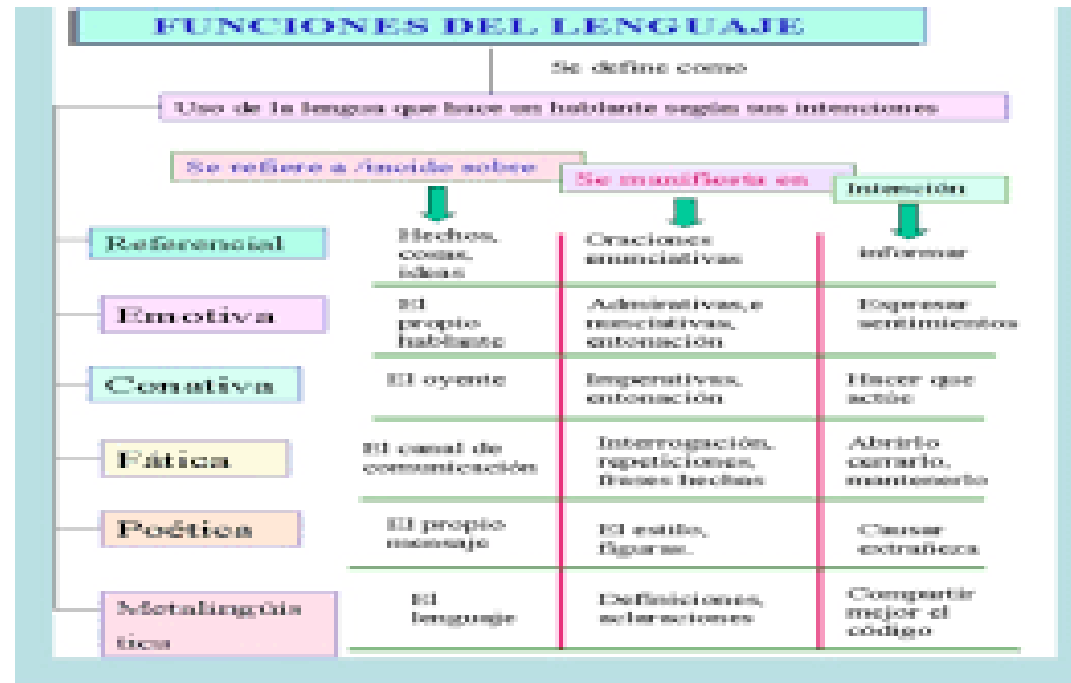 FUNCIONES DEL LENGUAJE
Se define como
Uso de la lengua que hace un hablante según sus intenciones
Se refiere a /incide sobre
Se manifiesta en
Intención
Referencial
Hechos,
cosas,
ideas
Oraciones
enunciativas
informar
Emotiva
El
propio
hablante
Admirativas,e
nunciativas,
entonación
Expresar
sentimientos
Conativa
El oyente
Imperativas,
entonación
Hacer que
actúe
Fática
El canal de
comunicación
Interrogación,
repeticiones,
frases hechas
Abrirlo
cerrarlo,
mantenerlo
Poética
El propio
mensaje
El estilo,
figuras.
Causar
extrañeza
Metalingüís
tica
El
lenguaje
Definiciones,
aclaraciones
Compartir
mejor el
código